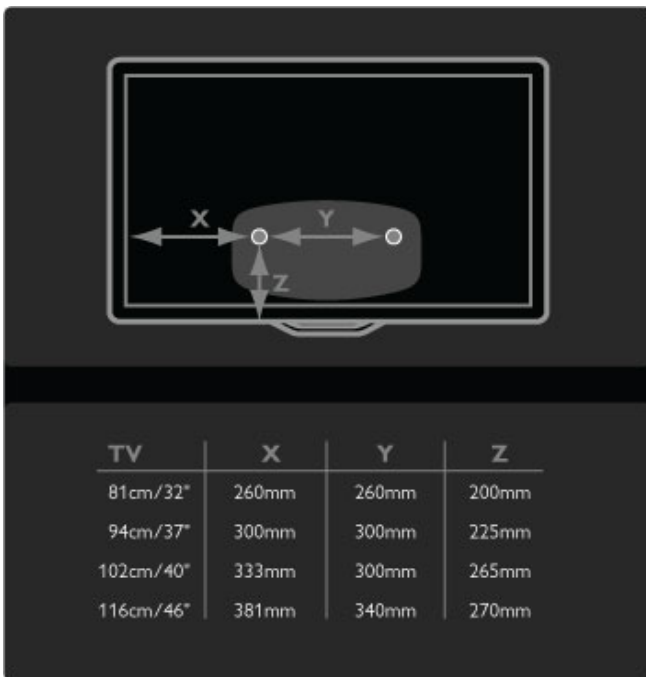 X Y
Z
TV X Y Z
81cm/32" 260mm 260mm 200mm
94cm/37" 300mm 300mm 225mm
102cm/40" 333mm 300mm 265mm
116cm/46" 381mm 340mm 270mm